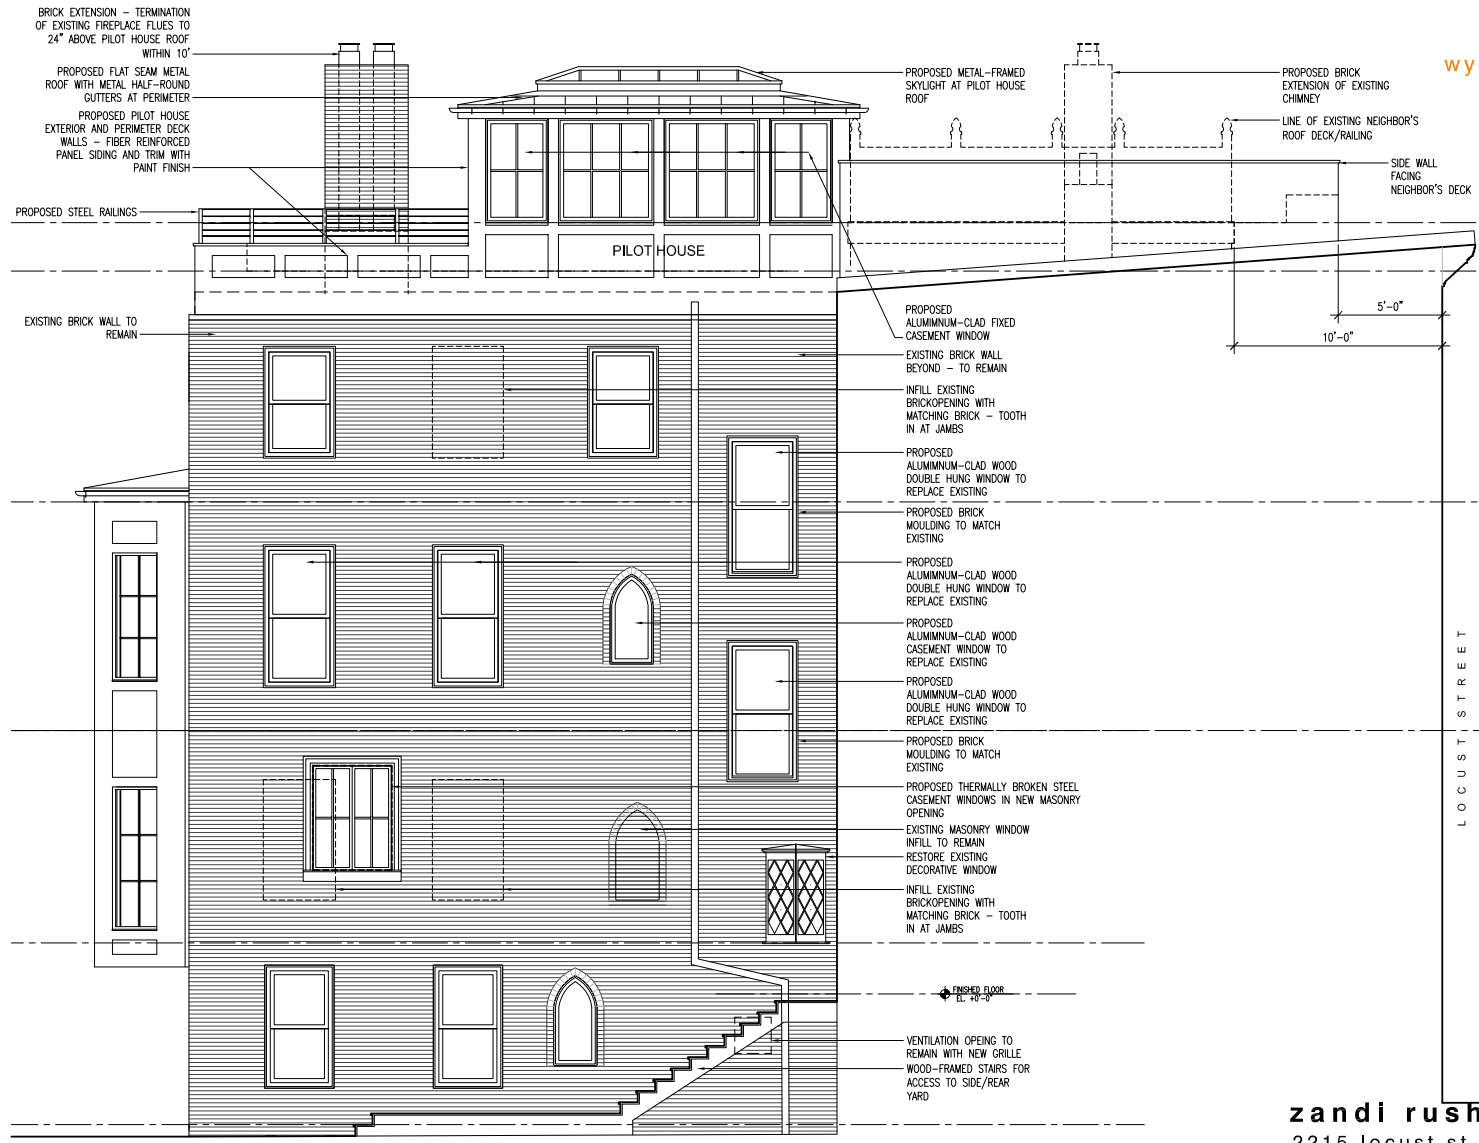 BRICK EXTENSION – TERMINATION
OF EXISTING FIREPLACE FLUES TO
24" ABOVE PILOT HOUSE ROOF
WITHIN 10'
PROPOSED FLAT SEAM METAL
ROOF WITH METAL HALF-ROUND
GUTTERS AT PERIMETER
PROPOSED PILOT HOUSE
EXTERIOR AND PERIMETER DECK
WALLS – FIBER REINFORCED
PANEL SIDING AND TRIM WITH
PAINT FINISH
PROPOSED STEEL RAILINGS
EXISTING BRICK WALL TO
REMAIN
PILOT HOUSE
PROPOSED METAL-FRAMED
SKYLIGHT AT PILOT HOUSE
ROOF
PROPOSED BRICK
EXTENSION OF EXISTING
CHIMNEY
LINE OF EXISTING NEIGHBOR'S
ROOF DECK/RAILING
SIDE WALL
FACING
NEIGHBOR'S DECK
wy
5'-0"
10'-0"
PROPOSED
ALUMIMNUM-CLAD FIXED
CASEMENT WINDOW
EXISTING BRICK WALL
BEYOND – TO REMAIN
INFILL EXISTING
BRICKOPENING WITH
MATCHING BRICK – TOOTH
IN AT JAMBS
PROPOSED
ALUMIMNUM-CLAD WOOD
DOUBLE HUNG WINDOW TO
REPLACE EXISTING
PROPOSED BRICK
MOULDING TO MATCH
EXISTING
PROPOSED
ALUMIMNUM-CLAD WOOD
DOUBLE HUNG WINDOW TO
REPLACE EXISTING
PROPOSED
ALUMIMNUM-CLAD WOOD
CASEMENT WINDOW TO
REPLACE EXISTING
PROPOSED
ALUMIMNUM-CLAD WOOD
DOUBLE HUNG WINDOW TO
REPLACE EXISTING
PROPOSED BRICK
MOULDING TO MATCH
EXISTING
PROPOSED THERMALLY BROKEN STEEL
CASEMENT WINDOWS IN NEW MASONRY
OPENING
EXISTING MASONRY WINDOW
INFILL TO REMAIN
RESTORE EXISTING
DECORATIVE WINDOW
INFILL EXISTING
BRICKOPENING WITH
MATCHING BRICK – TOOTH
IN AT JAMBS
FINISHED FLOOR
EL. +0'-0"
VENTILATION OPEING TO
REMAIN WITH NEW GRILLE
WOOD-FRAMED STAIRS FOR
ACCESS TO SIDE/REAR
YARD
LOCUST STREET
zandi rush
2215 locust st